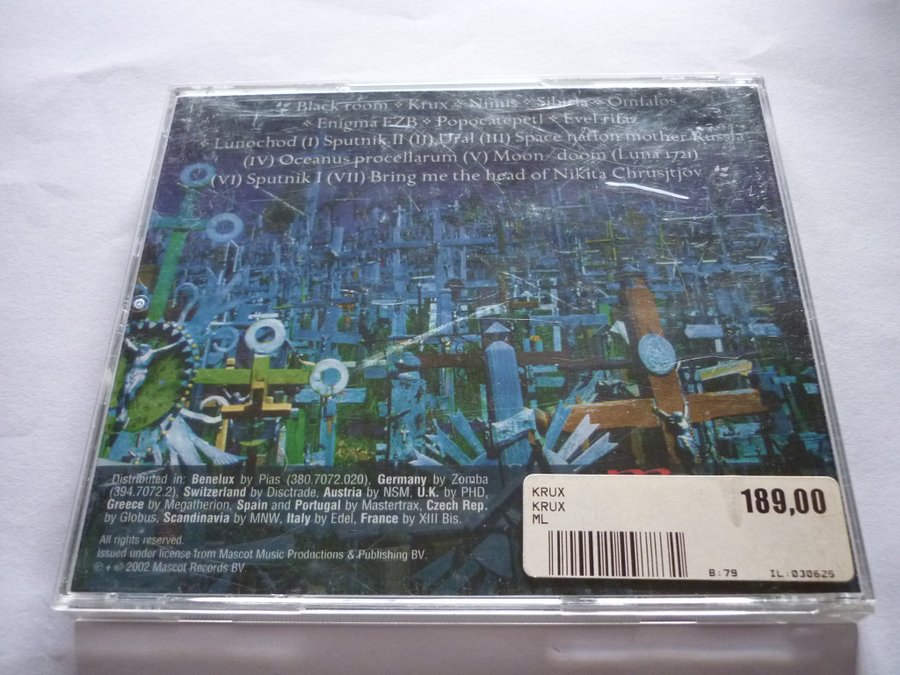 Black room ❖ Krux ❖ Nimis ❖ Sibiria ❖ Omfalos
❖ Enigma EZB ❖ Popocatépetl ❖ Evel rifaz
❖ Lunochod (I) Sputnik II (II) Ural (III) Space nation mother Russia
(IV) Oceanus procellarum (V) Moon / doom (Luna 1721)
(VI) Sputnik I (VII) Bring me the head of Nikita Chrusjtjov
Distributed in: Benelux by Pias (380.7072.020), Germany by Zomba
(394.7072.2), Switzerland by Disctrade, Austria by NSM, U.K. by PHD,
Greece by Megatherion, Spain and Portugal by Mastertrax, Czech Rep.
by Globus, Scandinavia by MNW, Italy by Edel, France by XIII Bis.
All rights reserved.
Issued under license from Mascot Music Productions & Publishing BV.
℗ + © 2002 Mascot Records BV
KRUX
KRUX
ML
189,00
B:79 IL:030625